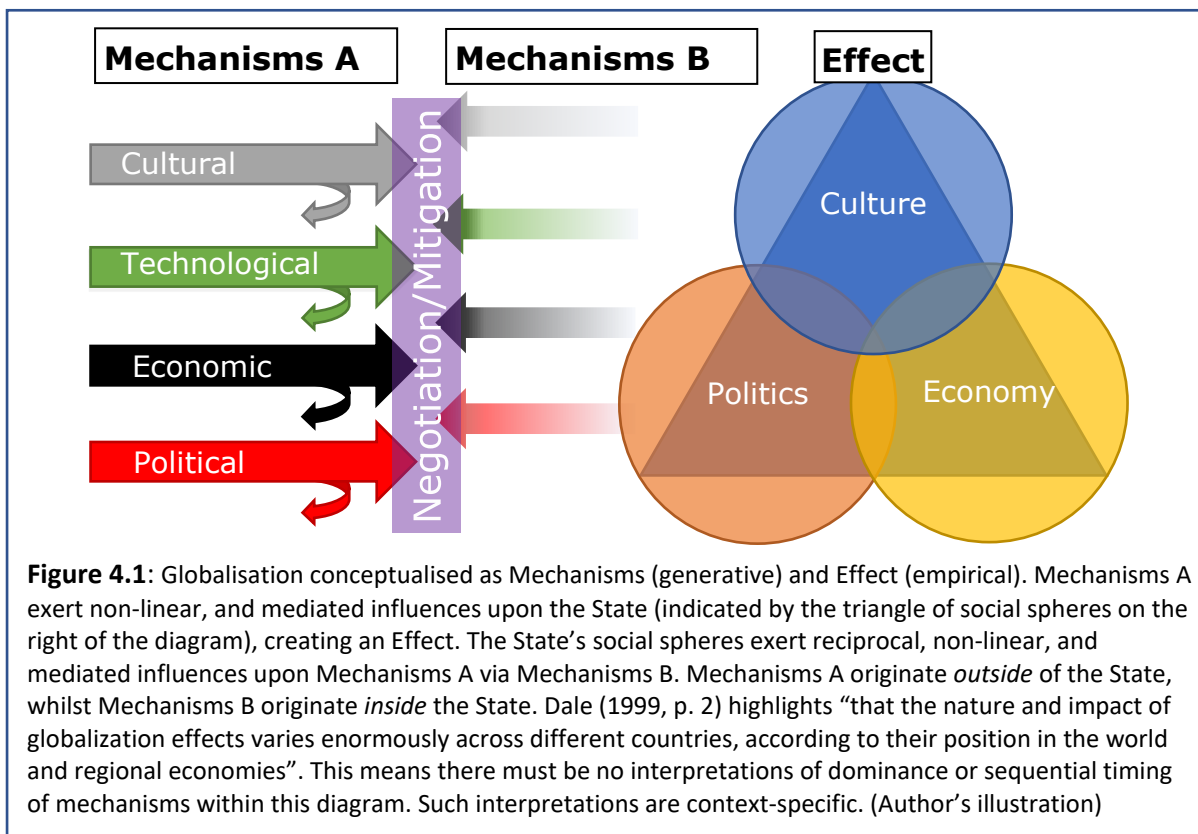 Mechanisms A
Mechanisms B
Effect
Cultural
Technological
Economic
Political
Negotiation/Mitigation
Culture
Politics
Economy
Figure 4.1: Globalisation conceptualised as Mechanisms (generative) and Effect (empirical). Mechanisms A
exert non-linear, and mediated influences upon the State (indicated by the triangle of social spheres on the
right of the diagram), creating an Effect. The State’s social spheres exert reciprocal, non-linear, and
mediated influences upon Mechanisms A via Mechanisms B. Mechanisms A originate outside of the State,
whilst Mechanisms B originate inside the State. Dale (1999, p. 2) highlights “that the nature and impact of
globalization effects varies enormously across different countries, according to their position in the world
and regional economies”. This means there must be no interpretations of dominance or sequential timing
of mechanisms within this diagram. Such interpretations are context-specific. (Author’s illustration)